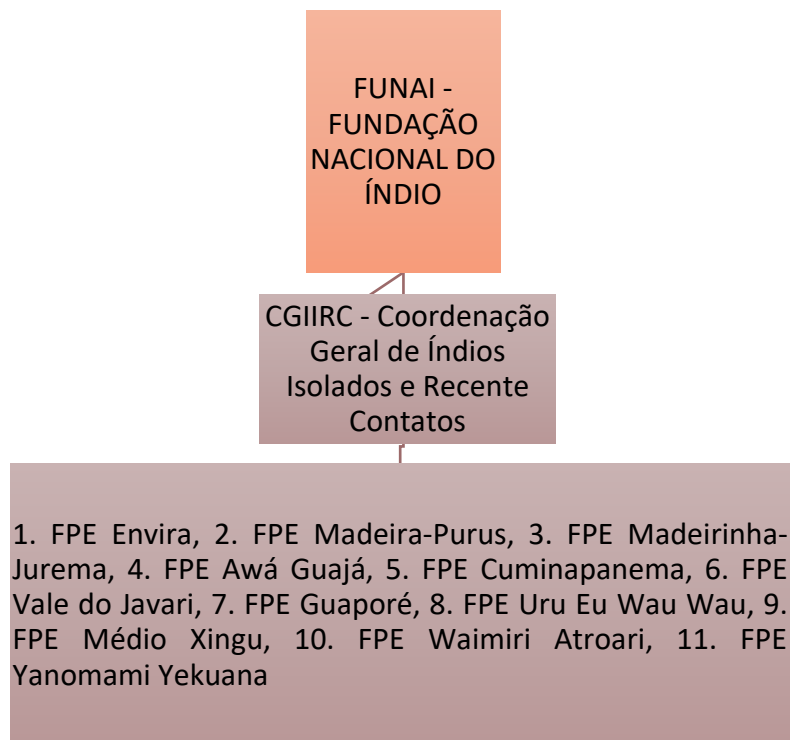 FUNAI -
FUNDAÇÃO
NACIONAL DO
ÍNDIO
CGIIRC - Coordenação
Geral de Índios
Isolados e Recente
Contatos
1. FPE Envira, 2. FPE Madeira-Purus, 3. FPE Madeirinha-
Jurema, 4. FPE Awá Guajá, 5. FPE Cuminapanema, 6. FPE
Vale do Javari, 7. FPE Guaporé, 8. FPE Uru Eu Wau Wau, 9.
FPE Médio Xingu, 10. FPE Waimiri Atroari, 11. FPE
Yanomami Yekuana